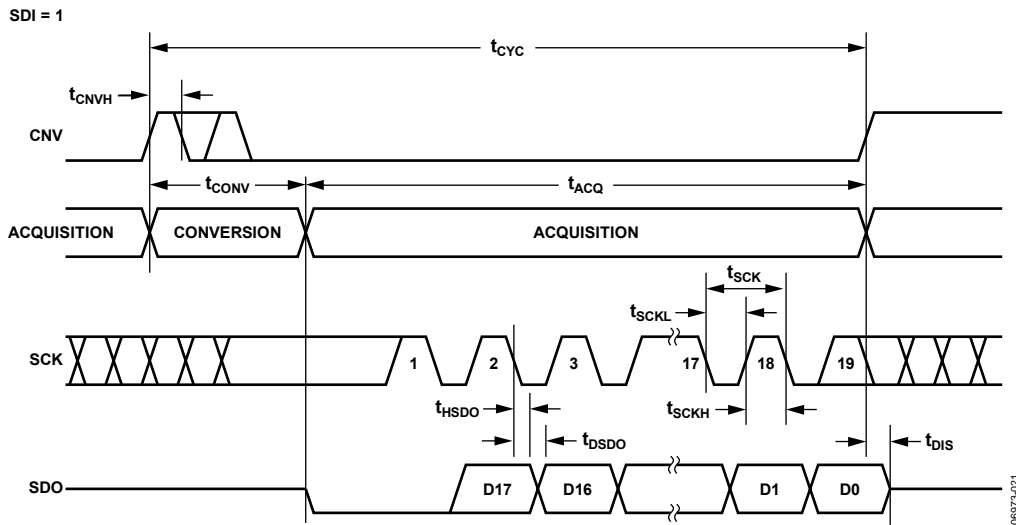 SDI = 1
tCYC
tCNVH
CNV
tCONV
tACQ
ACQUISITION CONVERSION ACQUISITION
tSCK
tSCKL
SCK 1 2 3 17 18 19
tHSDO tSCKH
tDSDO tDIS
SDO D17 D16 D1 D0
06973-021